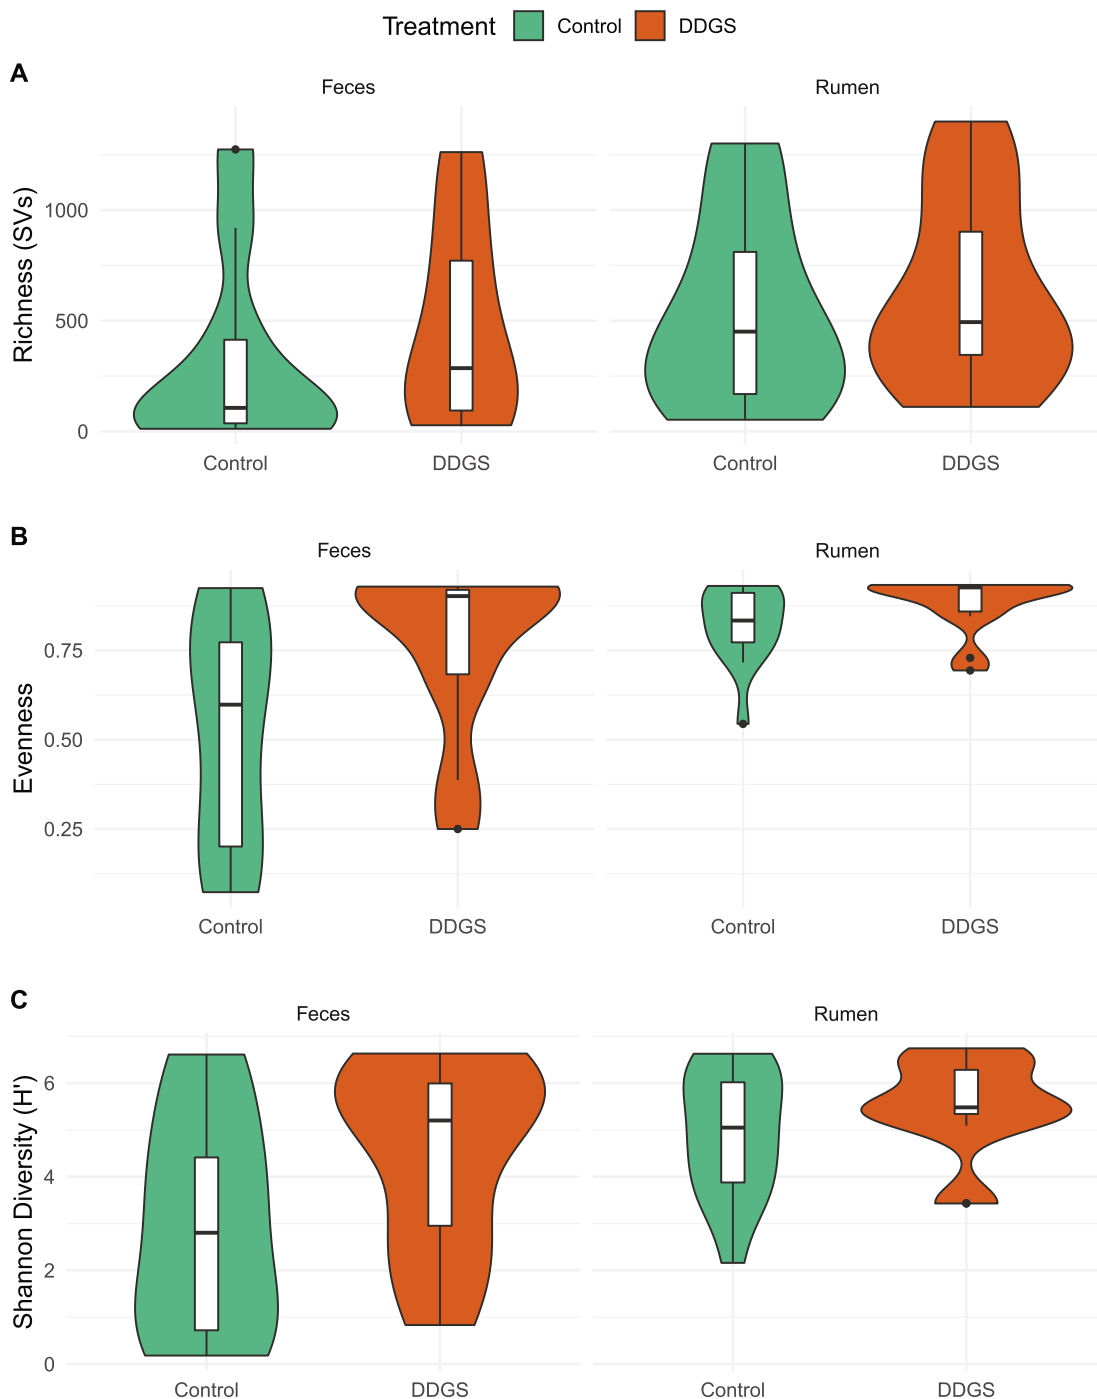 Treatment Control DDGS
A
Feces Rumen
Richness (SVs)
1000
500
0
Control DDGS Control DDGS
B
Feces Rumen
Evenness
0.75
0.50
0.25
Control DDGS Control DDGS
C
Feces Rumen
Shannon Diversity (H')
6
4
2
0
Control DDGS Control DDGS